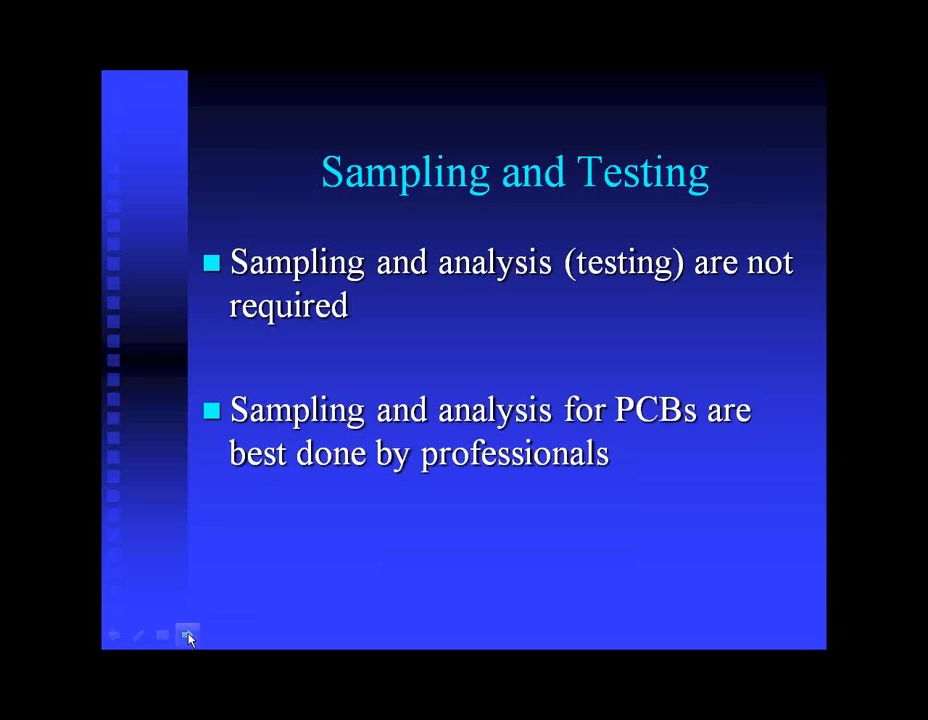 Sampling and Testing
Sampling and analysis (testing) are not
required
Sampling and analysis for PCBs are
best done by professionals